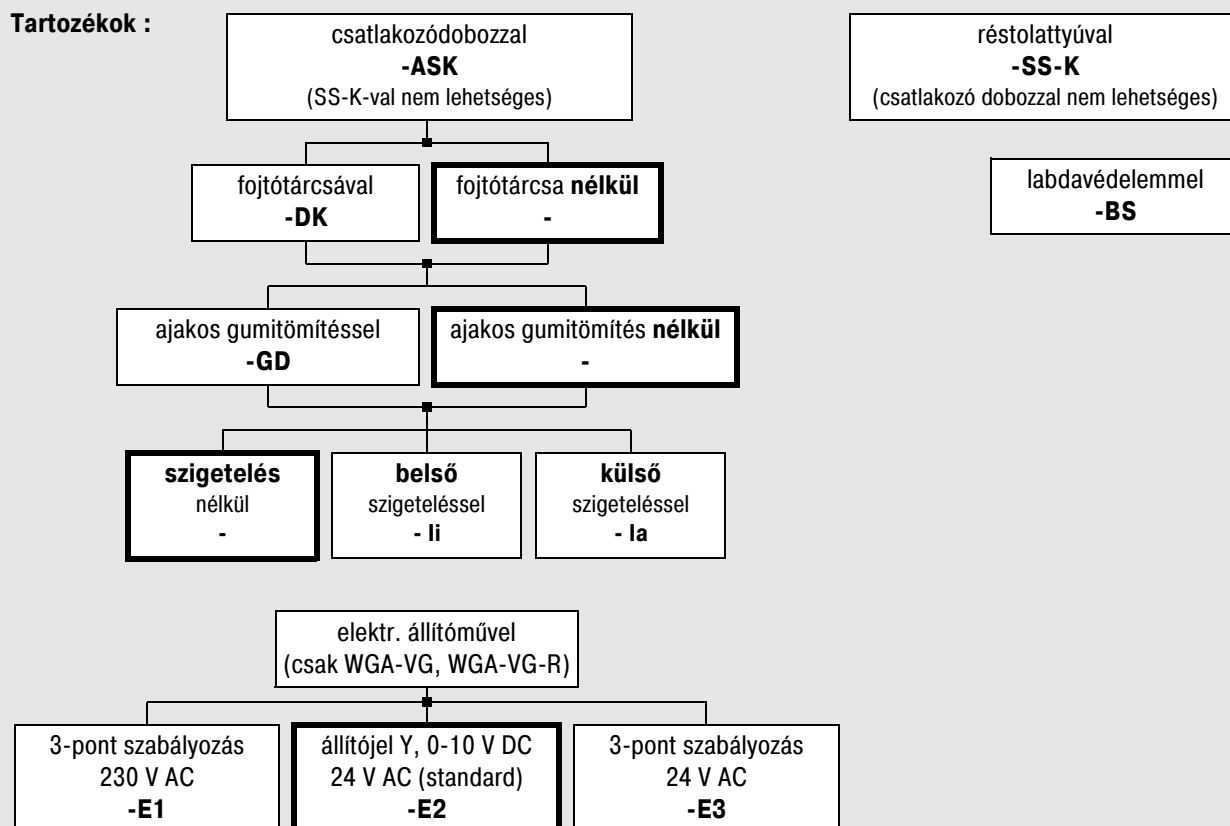 Tartozékok :
csatlakozódobozzal
-ASK
(SS-K-val nem lehetséges)
réstolattyúval
-SS-K
(csatlakozó dobozzal nem lehetséges)
fojtótárcsával
-DK
fojtótárcsa nélkül
-
labdavédelemmel
-BS
ajakos gumitömítéssel
-GD
ajakos gumitömítés nélkül
-
szigetelés
nélkül
-
belső
szigeteléssel
- Ii
külső
szigeteléssel
- Ia
elektr. állítóművel
(csak WGA-VG, WGA-VG-R)
3-pont szabályozás
230 V AC
-E1
állítójel Y, 0-10 V DC
24 V AC (standard)
-E2
3-pont szabályozás
24 V AC
-E3